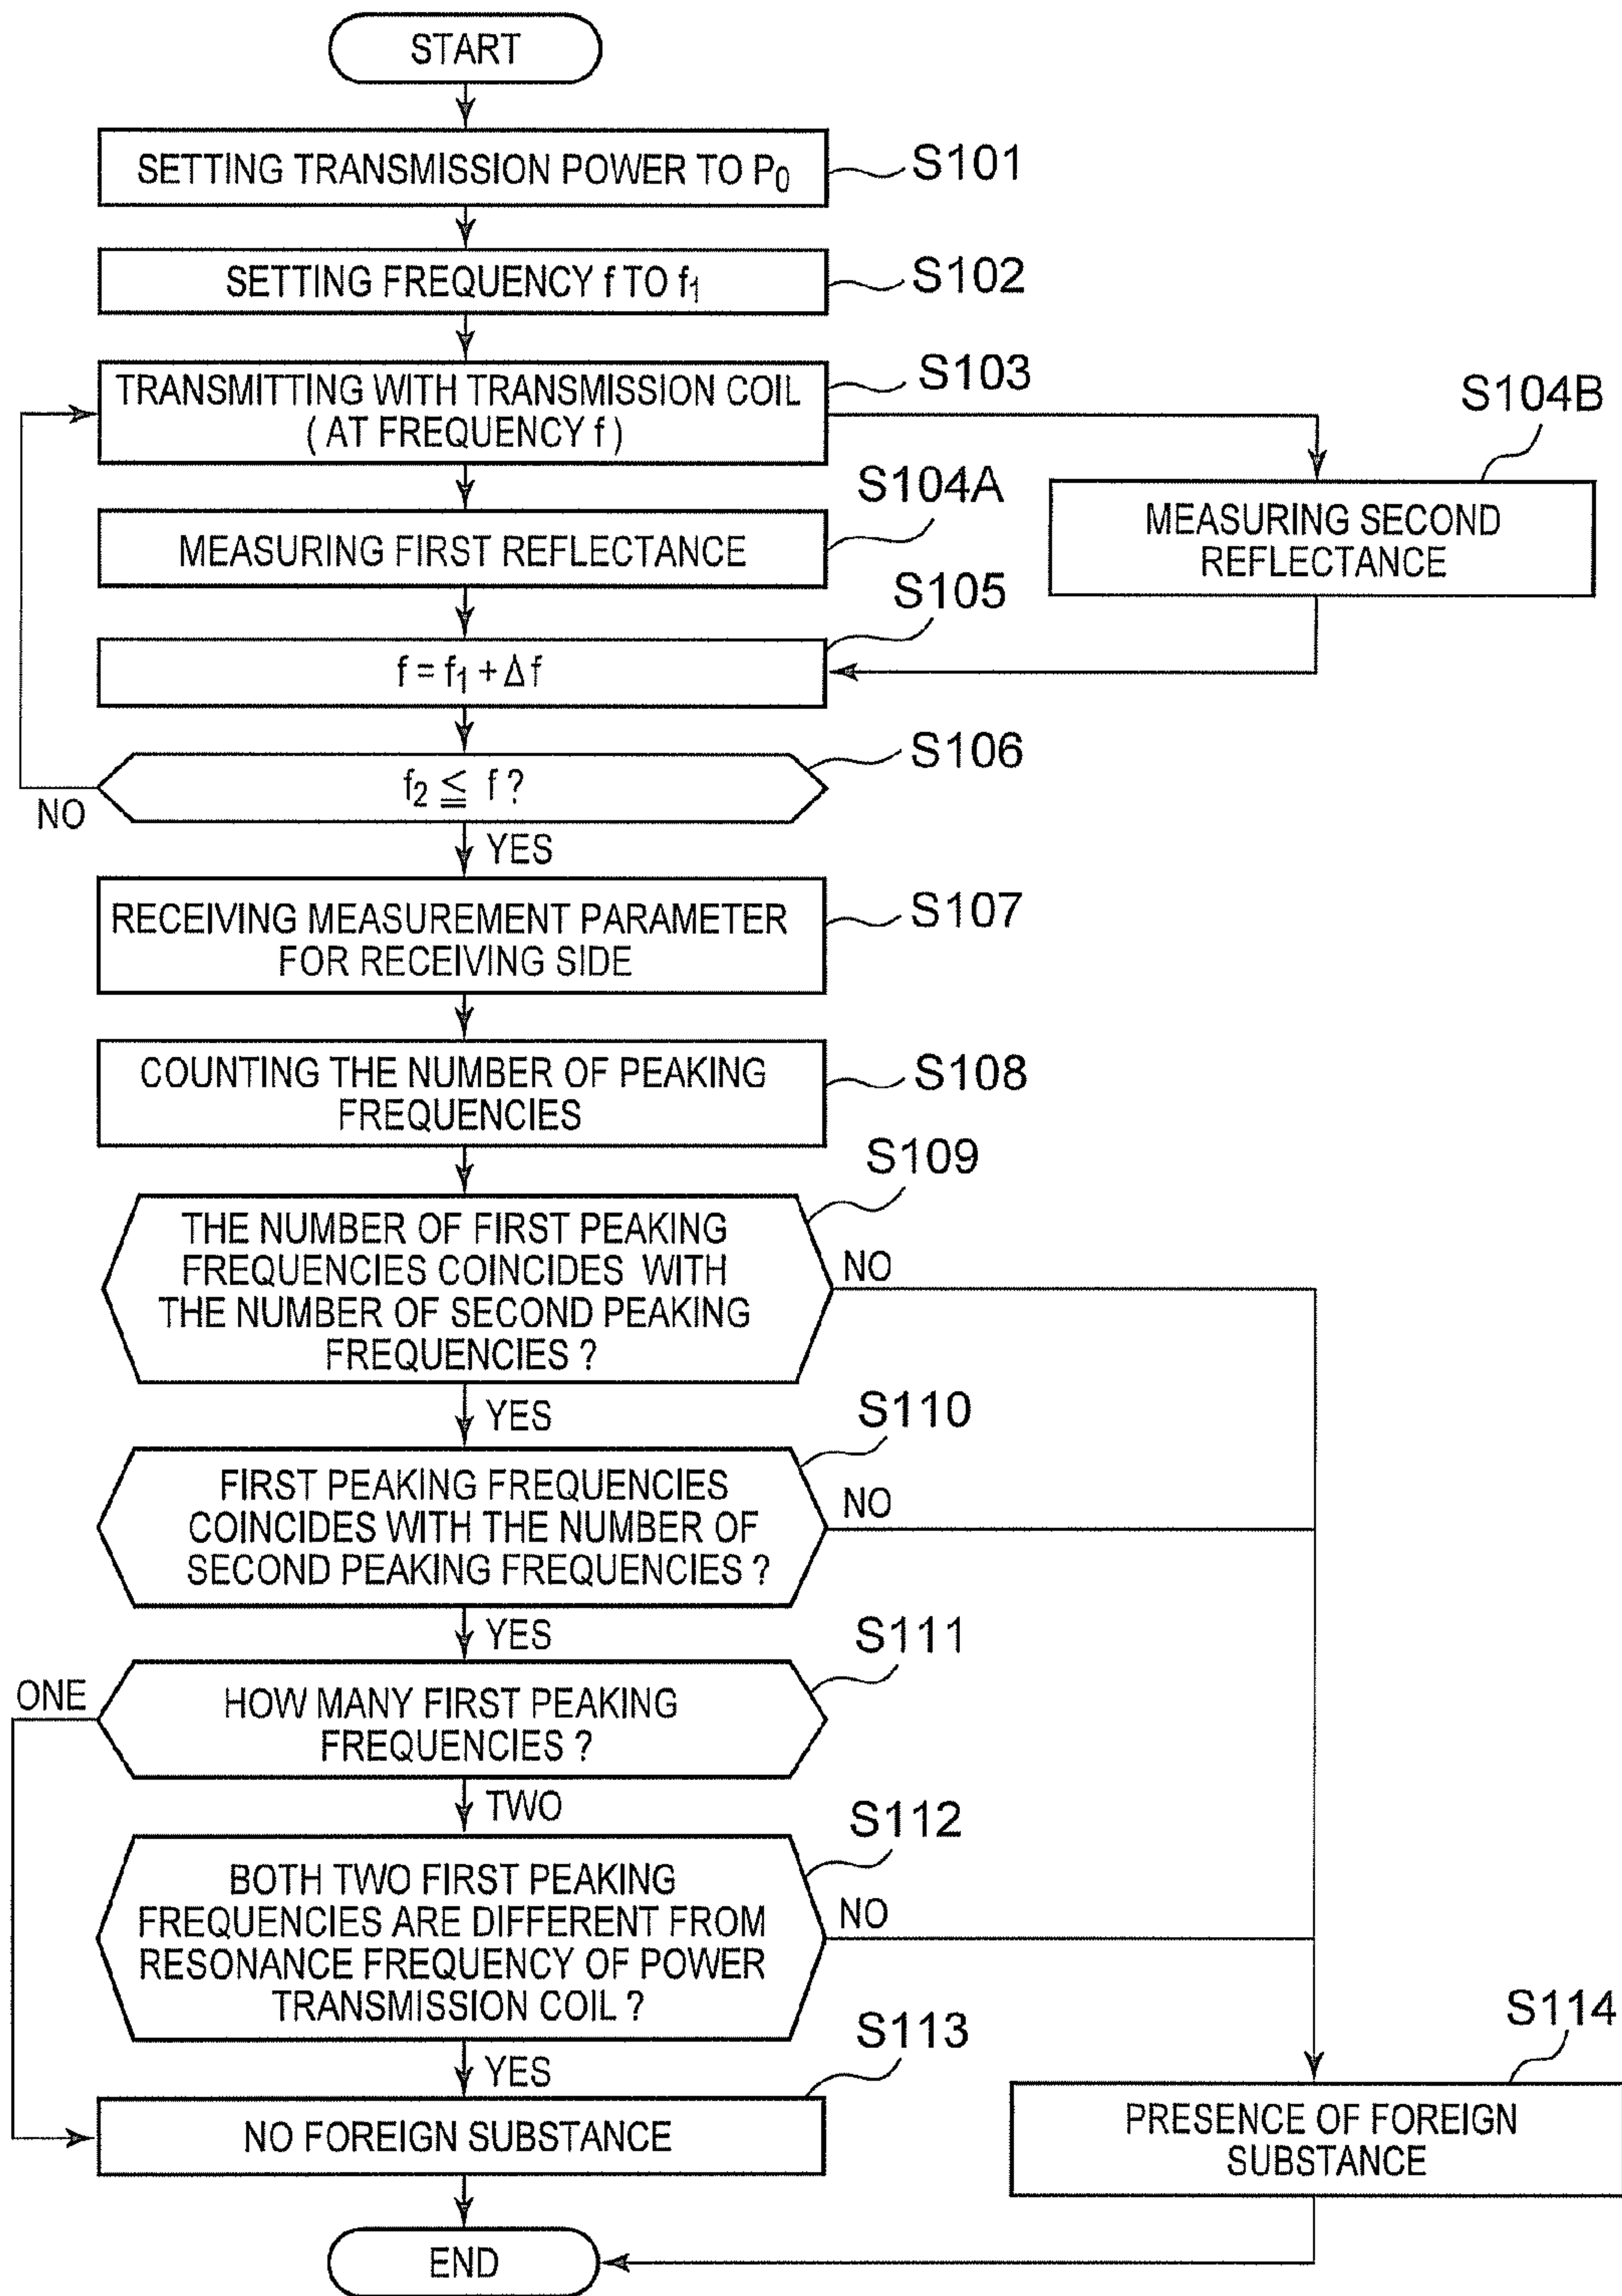 START
SETTING TRANSMISSION POWER TO P₀
S101
SETTING FREQUENCY f TO f₁
S102
TRANSMITTING WITH TRANSMISSION COIL
( AT FREQUENCY f )
S103
S104B
S104A
MEASURING FIRST REFLECTANCE
MEASURING SECOND
REFLECTANCE
S105
f = f₁ + Δ f
S106
f₂ ≦ f ?
NO
YES
RECEIVING MEASUREMENT PARAMETER
FOR RECEIVING SIDE
S107
COUNTING THE NUMBER OF PEAKING
FREQUENCIES
S108
S109
THE NUMBER OF FIRST PEAKING
FREQUENCIES COINCIDES WITH
THE NUMBER OF SECOND PEAKING
FREQUENCIES ?
NO
YES
S110
FIRST PEAKING FREQUENCIES
COINCIDES WITH THE NUMBER OF
SECOND PEAKING FREQUENCIES ?
NO
YES
S111
ONE
HOW MANY FIRST PEAKING
FREQUENCIES ?
TWO
S112
BOTH TWO FIRST PEAKING
FREQUENCIES ARE DIFFERENT FROM
RESONANCE FREQUENCY OF POWER
TRANSMISSION COIL ?
NO
YES
S113
NO FOREIGN SUBSTANCE
S114
PRESENCE OF FOREIGN
SUBSTANCE
END